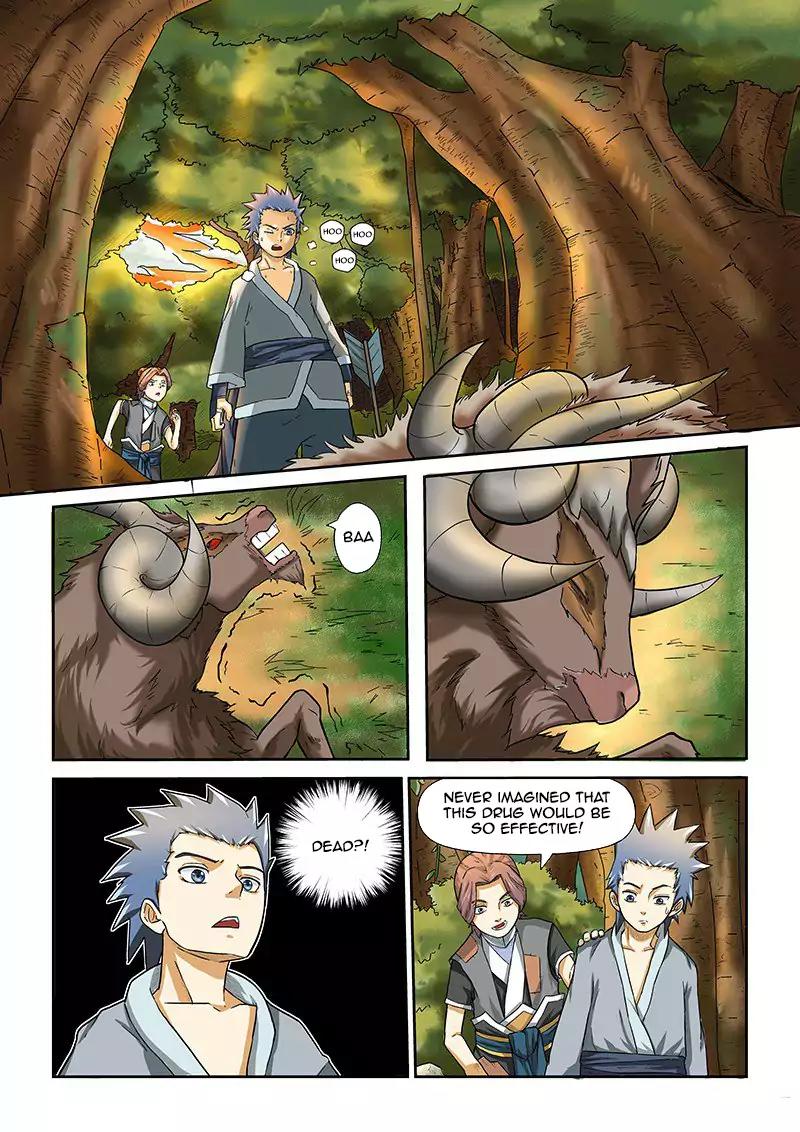 HOO
HOO
HOO
BAA
DEAD?!
NEVER IMAGINED THAT
THIS DRUG WOULD BE
SO EFFECTIVE!